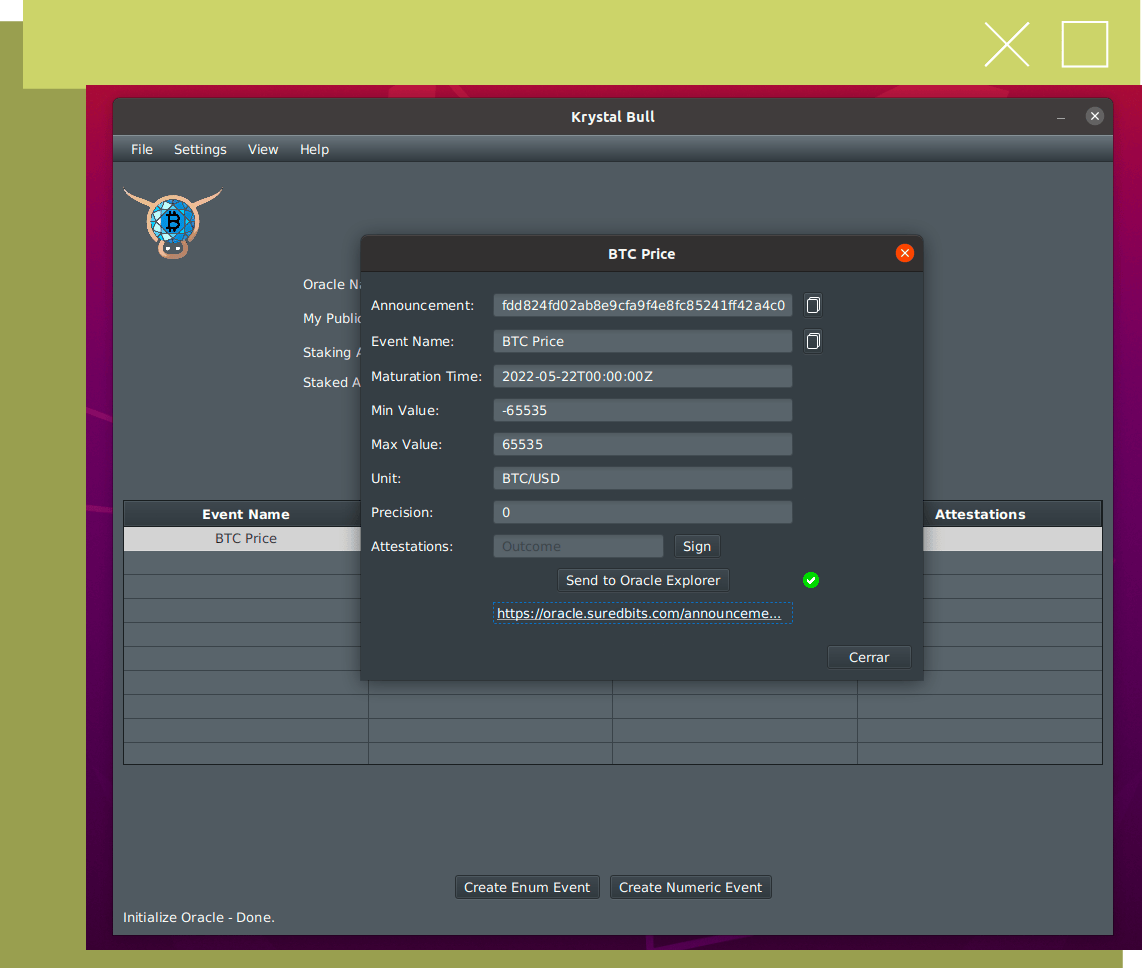 Krystal Bull
File Settings View Help
BTC Price
Oracle
My Public
Staking
Staked
Announcement: fdd824fd02ab8e9cfa9f4e8fc85241ff42a4c0
Event Name: BTC Price
Maturation Time: 2022-05-22T00:00:00Z
Min Value: -65535
Max Value: 65535
Unit: BTC/USD
Precision: 0
Attestations: Outcome Sign
Send to Oracle Explorer
https://oracle.suredbits.com/announceme...
Cerrar
Event Name Attestations
BTC Price
Create Enum Event Create Numeric Event
Initialize Oracle - Done.